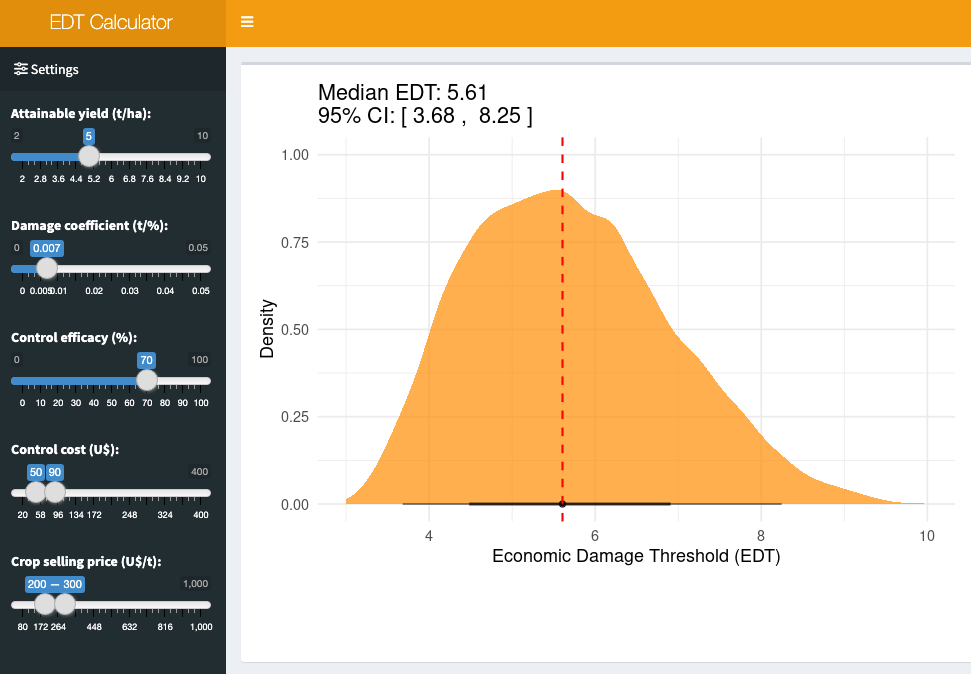 EDT Calculator
Settings
Attainable yield (t/ha):
2 5 10
2 2.8 3.6 4.4 5.2 6 6.8 7.6 8.4 9.2 10
Damage coefficient (t/%):
0 0.007 0.05
0 0.005 0.01 0.02 0.03 0.04 0.05
Control efficacy (%):
0 70 100
0 10 20 30 40 50 60 70 80 90 100
Control cost (U$):
50 90 400
20 58 96 134 172 248 324 400
Crop selling price (U$/t):
200 — 300 1,000
80 172 264 448 632 816 1,000
Median EDT: 5.61
95% CI: [ 3.68 , 8.25 ]
1.00
0.75
0.50
0.25
0.00
Density
4 6 8 10
Economic Damage Threshold (EDT)